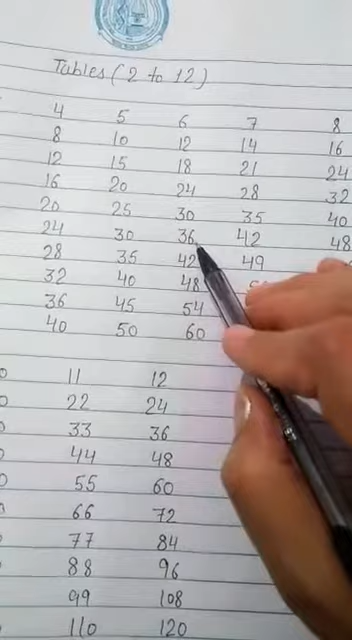 Tables (2 to 12)
4 5 6 7 8
8 10 12 14 16
12 15 18 21 24
16 20 24 28 32
20 25 30 35 40
24 30 36 42 48
28 35 42 49
32 40 48
36 45 54
40 50 60
11 12
22 24
33 36
44 48
55 60
66 72
77 84
88 96
99 108
110 120